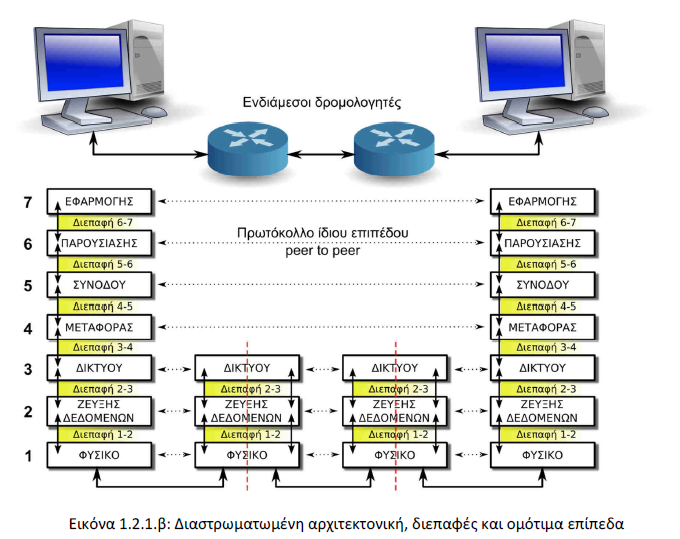 Ενδιάμεσοι δρομολογητές
7 ΕΦΑΡΜΟΓΗΣ ΕΦΑΡΜΟΓΗΣ
Διεπαφή 6-7 Διεπαφή 6-7
6 ΠΑΡΟΥΣΙΑΣΗΣ Πρωτόκολλο ίδιου επιπέδου ΠΑΡΟΥΣΙΑΣΗΣ
peer to peer
Διεπαφή 5-6 Διεπαφή 5-6
5 ΣΥΝΟΔΟΥ ΣΥΝΟΔΟΥ
Διεπαφή 4-5 Διεπαφή 4-5
4 ΜΕΤΑΦΟΡΑΣ ΜΕΤΑΦΟΡΑΣ
Διεπαφή 3-4 Διεπαφή 3-4
3 ΔΙΚΤΥΟΥ ΔΙΚΤΥΟΥ ΔΙΚΤΥΟΥ ΔΙΚΤΥΟΥ
Διεπαφή 2-3 Διεπαφή 2-3 Διεπαφή 2-3 Διεπαφή 2-3
2 ΖΕΥΞΗΣ ΖΕΥΞΗΣ ΖΕΥΞΗΣ ΖΕΥΞΗΣ
ΔΕΔΟΜΕΝΩΝ ΔΕΔΟΜΕΝΩΝ ΔΕΔΟΜΕΝΩΝ ΔΕΔΟΜΕΝΩΝ
Διεπαφή 1-2 Διεπαφή 1-2 Διεπαφή 1-2 Διεπαφή 1-2
1 ΦΥΣΙΚΟ ΦΥΣΙΚΟ ΦΥΣΙΚΟ ΦΥΣΙΚΟ
Εικόνα 1.2.1.β: Διαστρωματωμένη αρχιτεκτονική, διεπαφές και ομότιμα επίπεδα